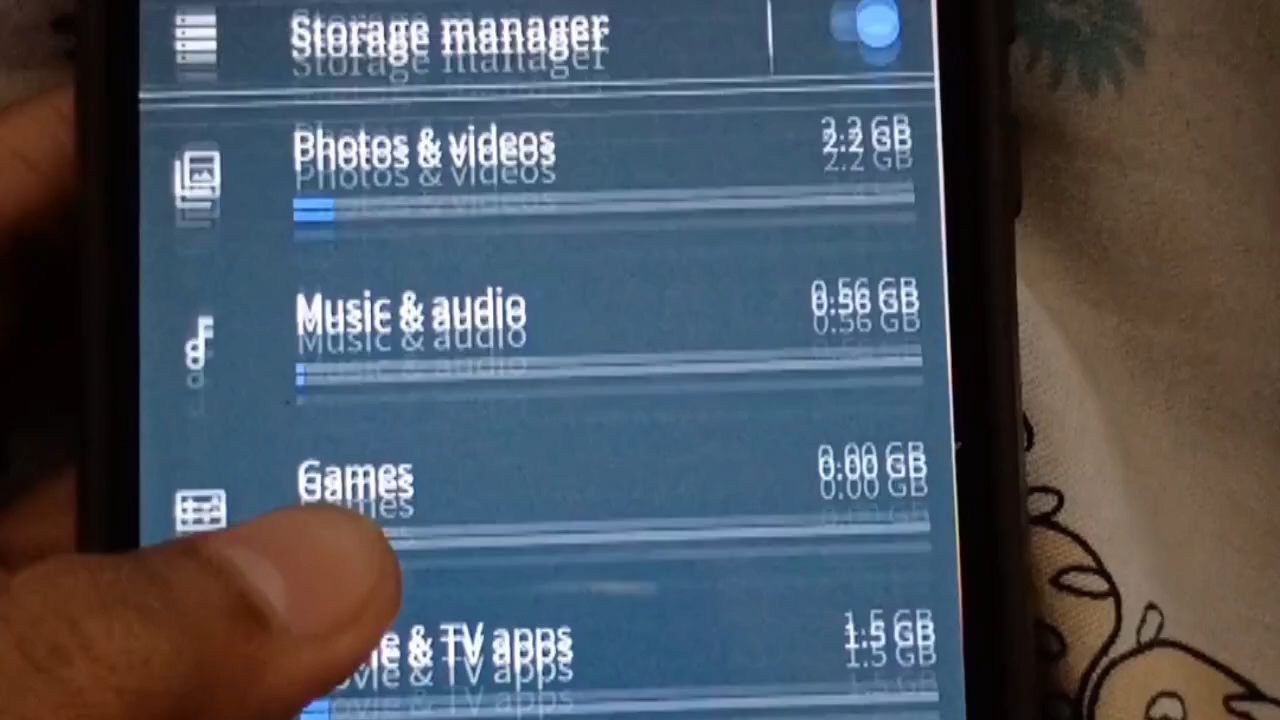 Storage manager
Photos & videos 2.2 GB
Music & audio 0.56 GB
Games 0.00 GB
& TV apps 1.5 GB